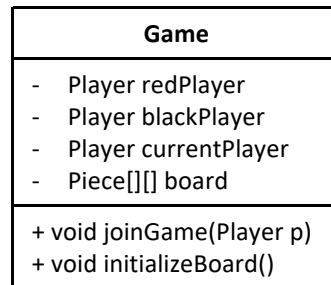 Game
- Player redPlayer
- Player blackPlayer
- Player currentPlayer
- Piece[][] board
+ void joinGame(Player p)
+ void initializeBoard()